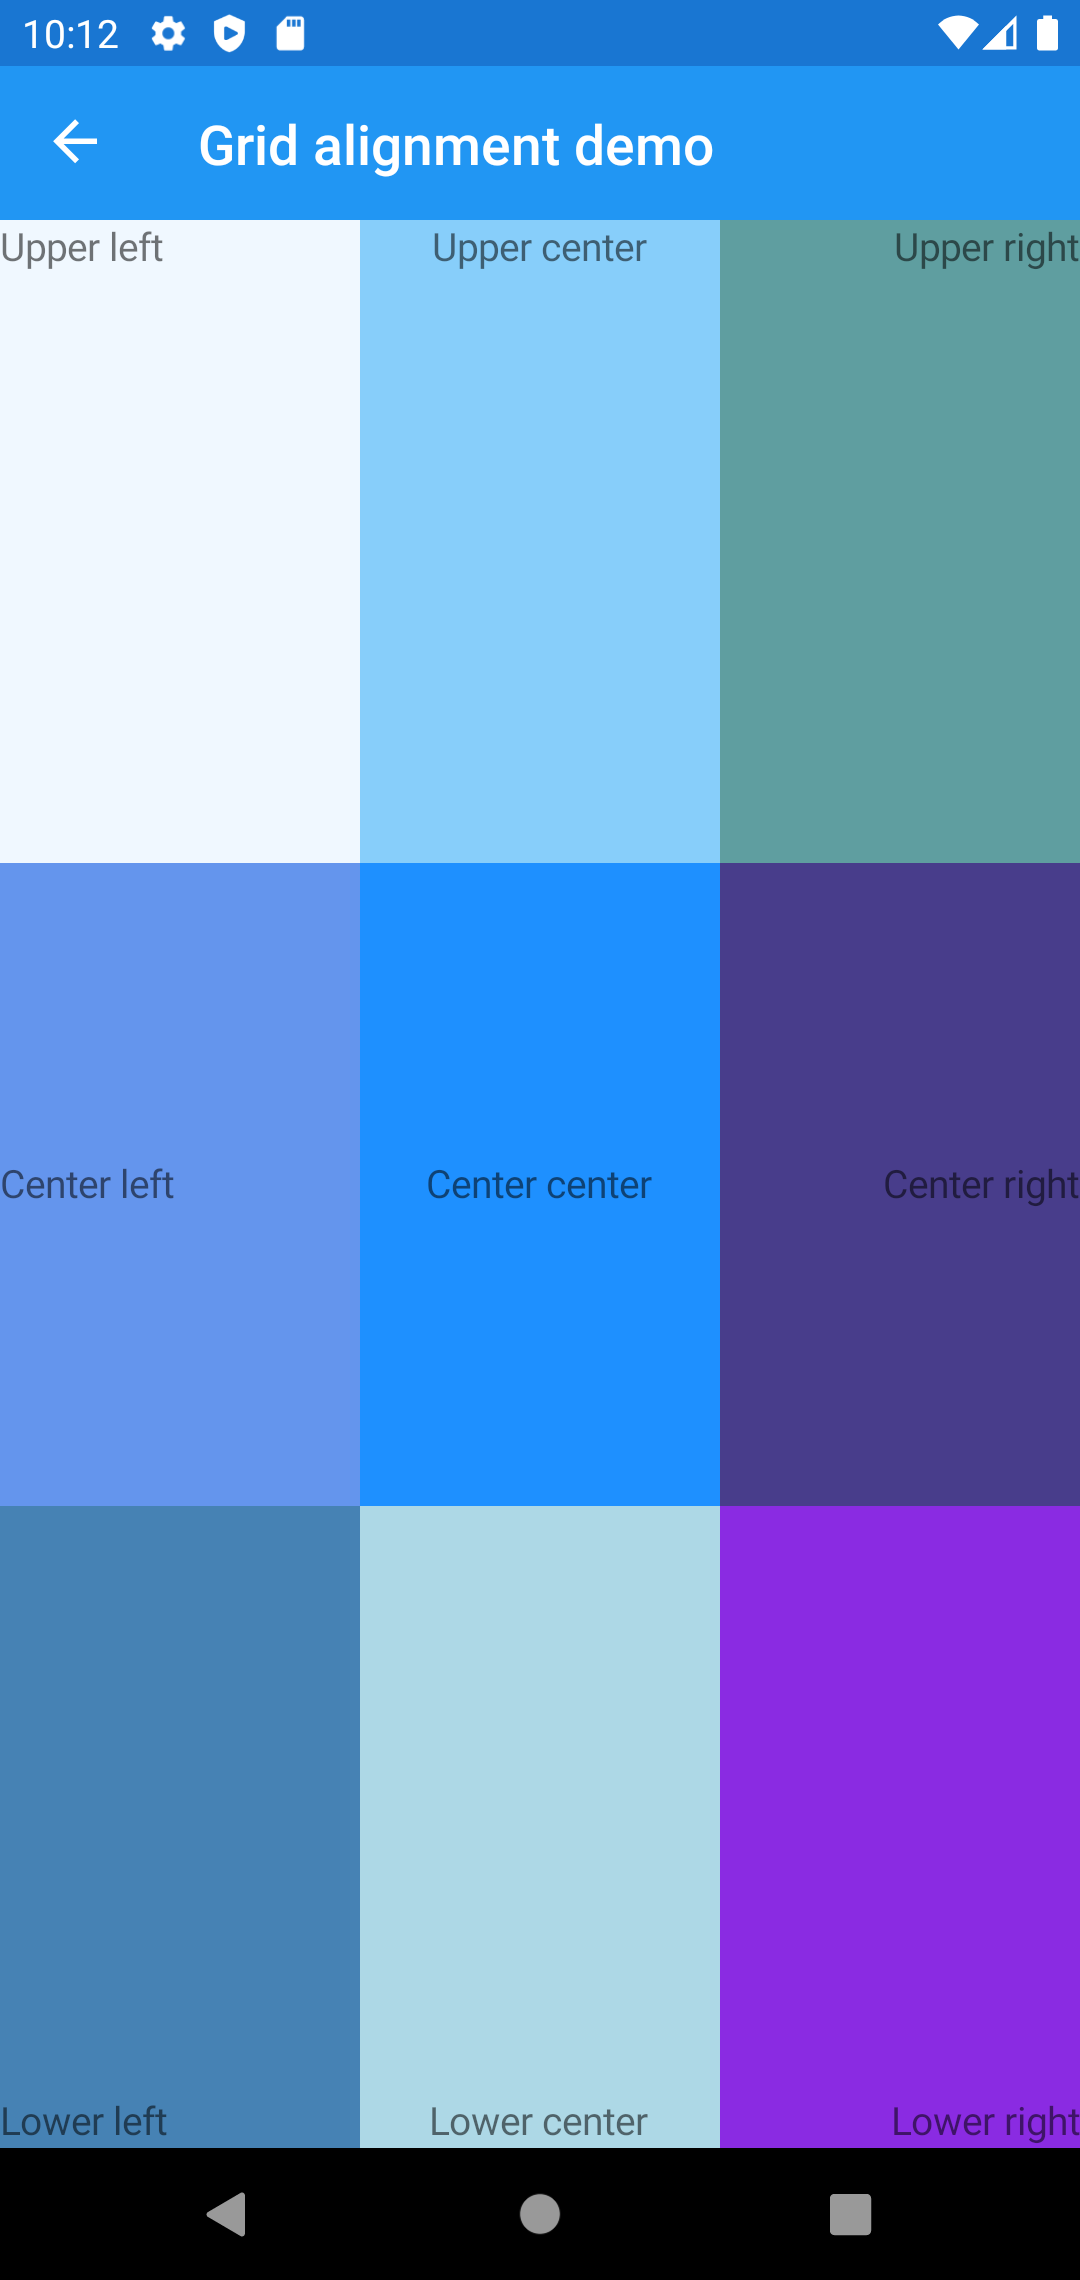 10:12
Grid alignment demo
Upper left
Upper center
Upper right
Center left
Center center
Center right
Lower left
Lower center
Lower right